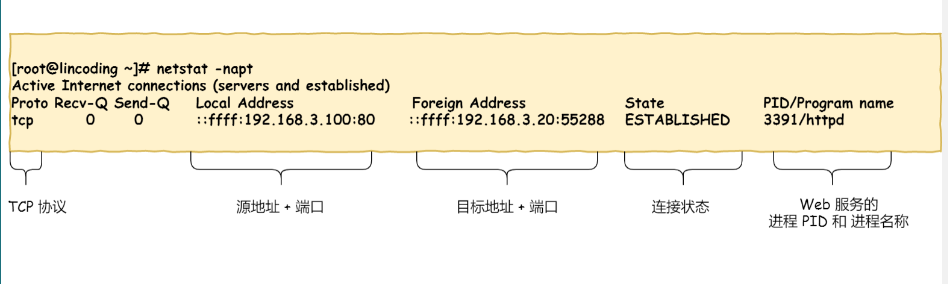 [root@lincoding ~]# netstat -napt
Active Internet connections (servers and established)
Proto Recv-Q Send-Q Local Address Foreign Address State PID/Program name
tcp 0 0 ::ffff:192.168.3.100:80 ::ffff:192.168.3.20:55288 ESTABLISHED 3391/httpd
TCP 协议 源地址 + 端口 目标地址 + 端口 连接状态 Web 服务的
进程 PID 和 进程名称